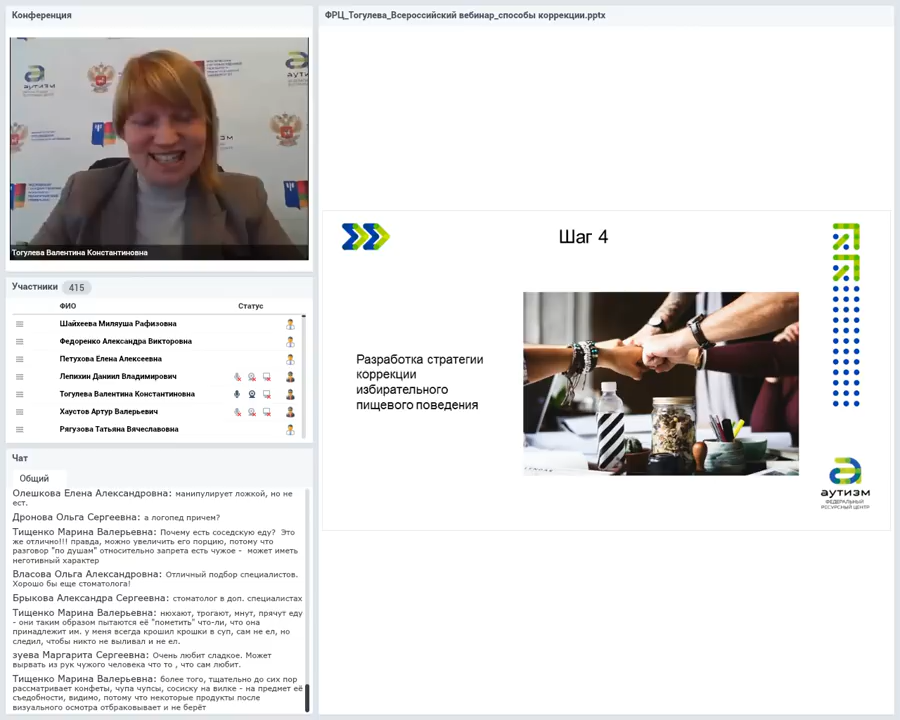 Конференция
Тогулева Валентина Константиновна
Участники 415
ФИО Статус
Шайхеева Миляуша Рафизовна
Федоренко Александра Викторовна
Петухова Елена Алексеевна
Лепихин Даниил Владимирович
Тогулева Валентина Константиновна
Хаустов Артур Валерьевич
Рягузова Татьяна Вячеславовна
Чат
Общий
Олешкова Елена Александровна: манипулирует ложкой, но не
ест.
Дронова Ольга Сергеевна: а логопед причем?
Тищенко Марина Валерьевна: Почему есть соседскую еду? Это
же отлично!!! правда, можно увеличить его порцию, потому что
разговор "по душам" относительно запрета есть чужое - может иметь
неготивный характер
Власова Ольга Александровна: Отличный подбор специалистов.
Хорошо бы еще стоматолога!
Брыкова Александра Сергеевна: стоматолог в доп. специалистах
Тищенко Марина Валерьевна: нюхают, трогают, мнут, прячут еду
- они таким образом пытаются её "пометить" что-ли, что она
принадлежит им. у меня всегда крошил крошки в суп, сам не ел, но
следил, чтобы никто не выливал и не ел.
зуева Маргарита Сергеевна: Очень любит сладкое. Может
вырвать из рук чужого человека что то , что сам любит.
Тищенко Марина Валерьевна: более того, тщательно до сих пор
рассматривает конфеты, чупа чупсы, сосиску на вилке - на предмет её
съедобности, видимо, потому что некоторые продукты после
визуального осмотра отбраковывает и не берёт
ФРЦ_Тогулева_Всероссийский вебинар_способы коррекции.pptx
Шаг 4
Разработка стратегии
коррекции
избирательного
пищевого поведения
аутизм
ФЕДЕРАЛЬНЫЙ
РЕСУРСНЫЙ ЦЕНТР